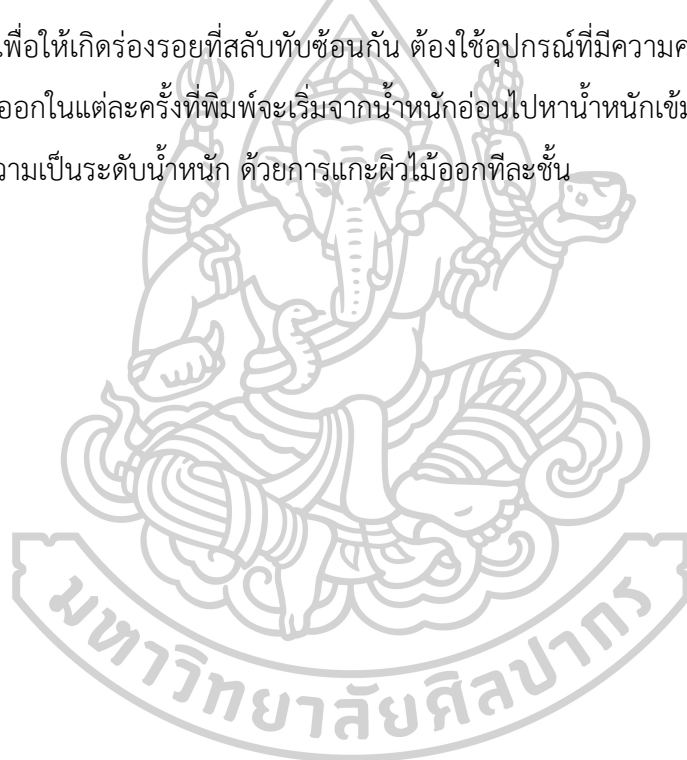 เพื่อให้เกิดร่องรอยที่สลับทับซ้อนกัน ต้องใช้อุปกรณ์ที่มีความ
ออกในแต่ละครั้งที่พิมพ์จะเริ่มจากน้ำหนักอ่อนไปหาน้ำหนัก
ความเป็นระดับน้ำหนัก ด้วยการแกะผิวไม้ออกทีละชั้น
มหาวิทยาลัยศิลปากร